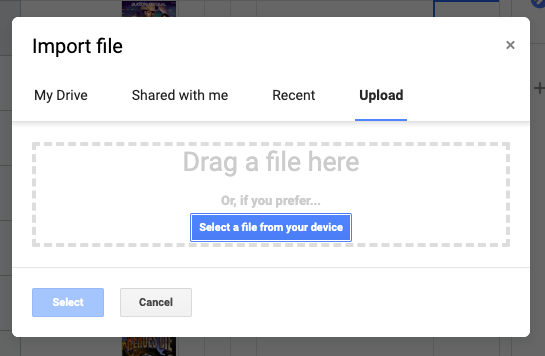 Import file
×
My Drive Shared with me Recent Upload
Drag a file here
Or, if you prefer...
Select a file from your device
Select Cancel